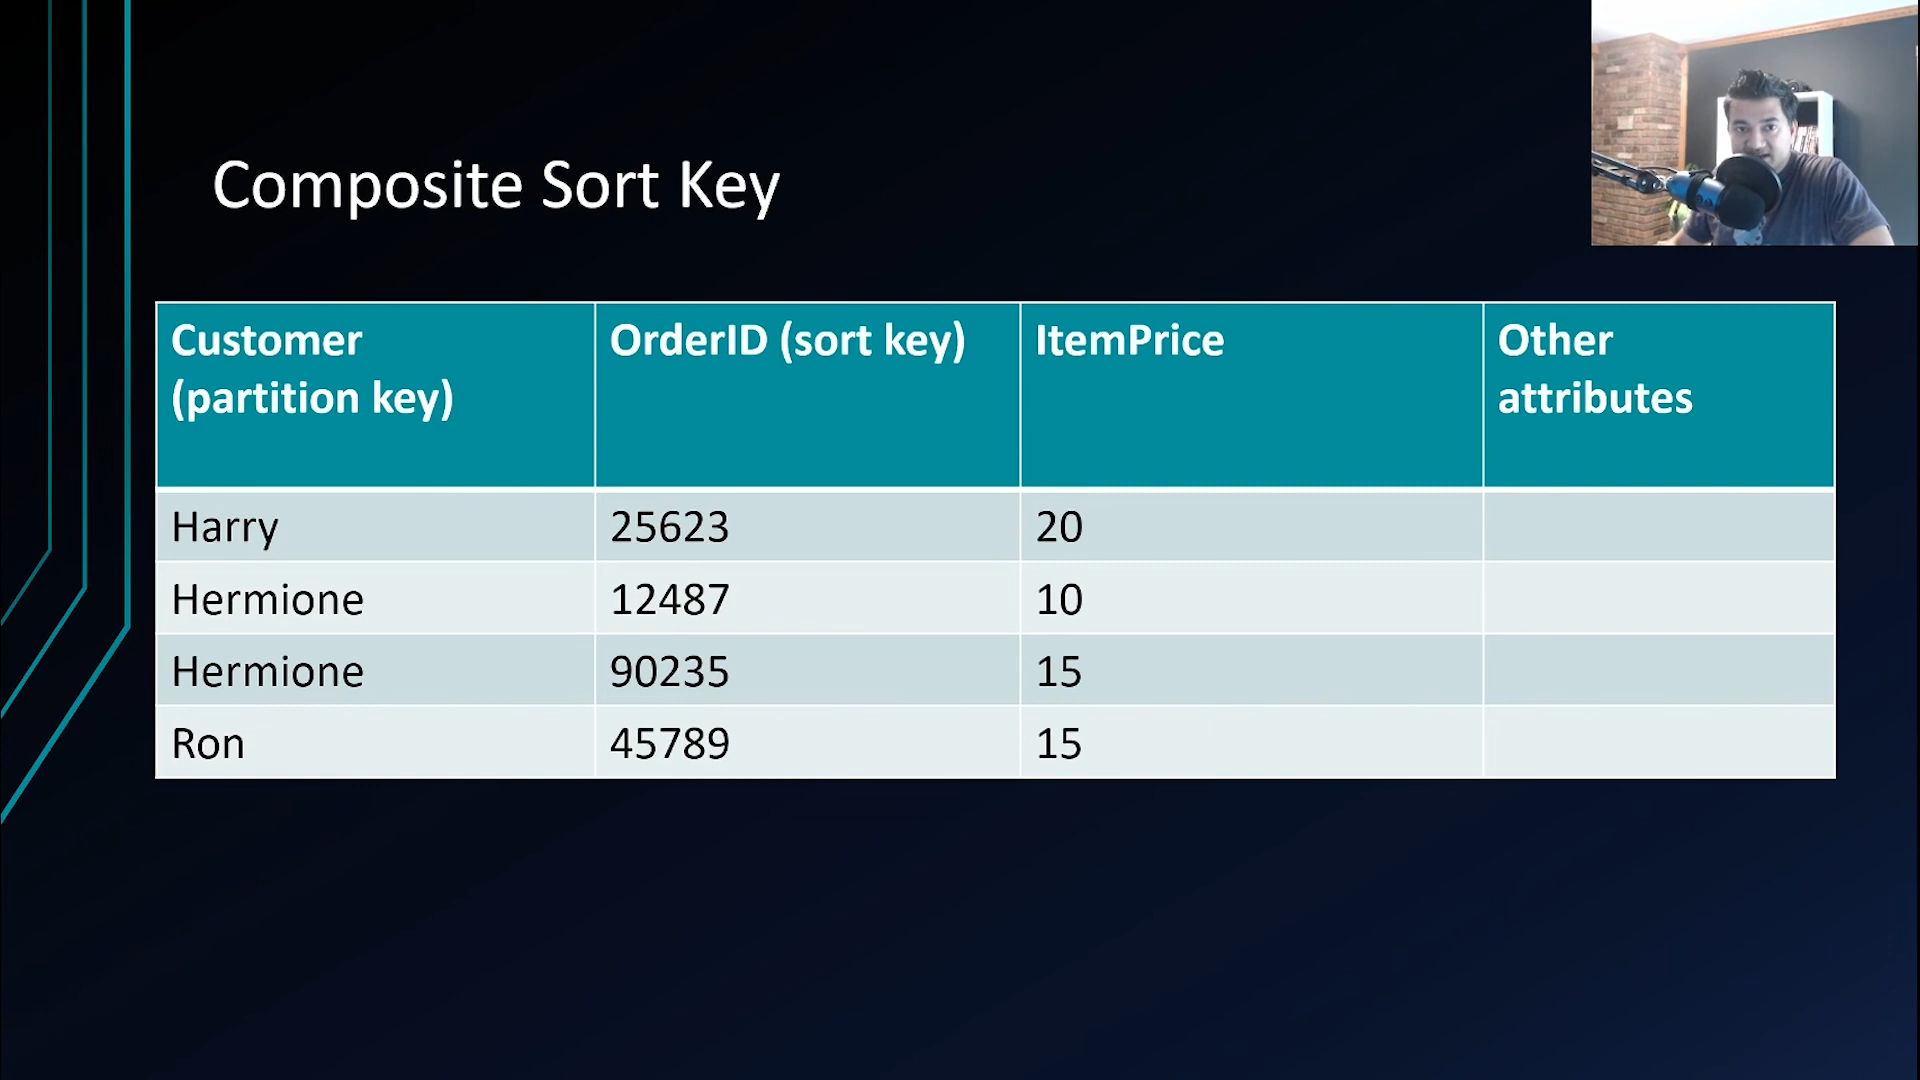 Composite Sort Key
Customer
(partition key)
OrderID (sort key)
ItemPrice
Other
attributes
Harry
25623
20
Hermione
12487
10
Hermione
90235
15
Ron
45789
15